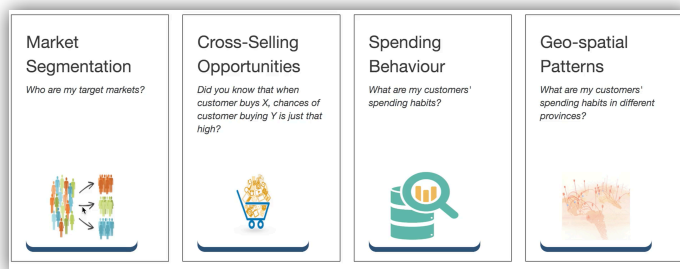 Market
Segmentation
Who are my target markets?
Cross-Selling
Opportunities
Did you know that when
customer buys X, chances of
customer buying Y is just that
high?
Spending
Behaviour
What are my customers'
spending habits?
Geo-spatial
Patterns
What are my customers'
spending habits in different
provinces?